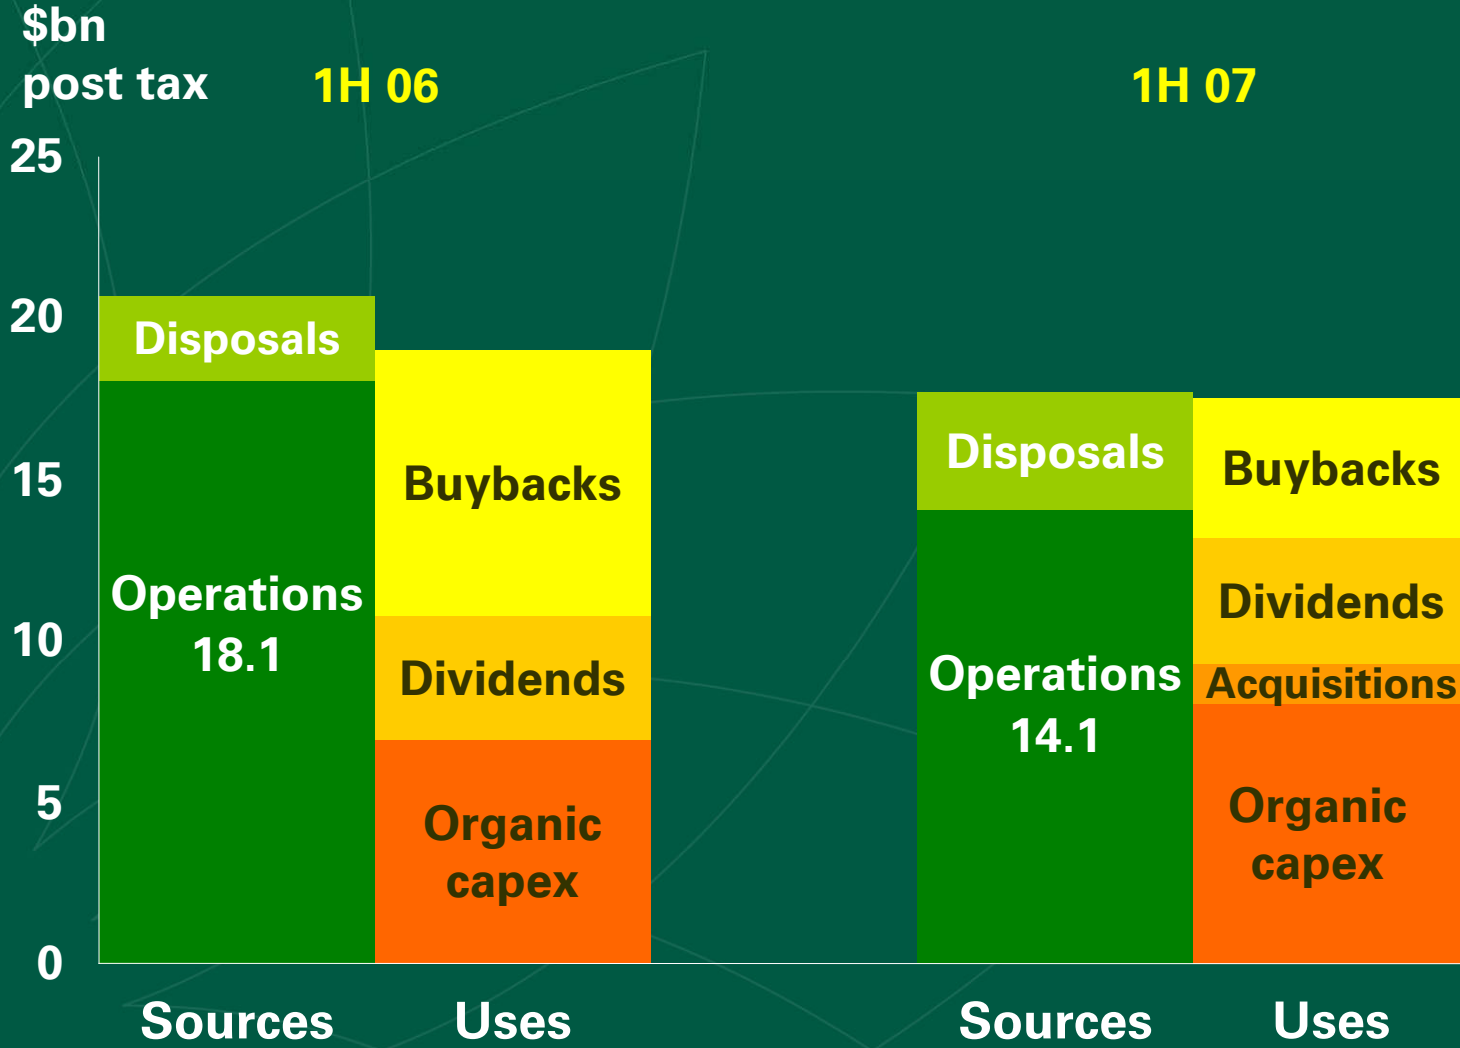 $bn
post tax
1H 06
1H 07
25
20
15
10
5
0
Disposals
Operations
18.1
Buybacks
Dividends
Organic
capex
Disposals
Operations
14.1
Buybacks
Dividends
Acquisitions
Organic
capex
Sources
Uses
Sources
Uses